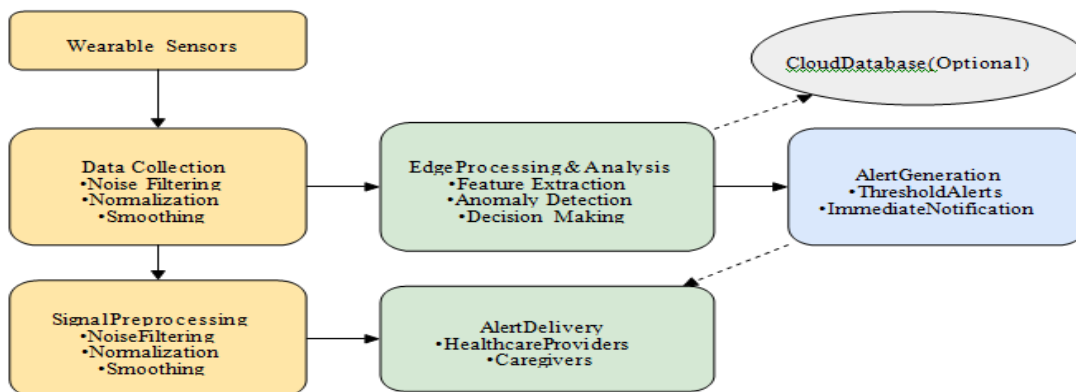 Wearable Sensors
CloudDatabase(Optional)
Data Collection
•Noise Filtering
•Normalization
•Smoothing
EdgeProcessing&Analysis
•Feature Extraction
•Anomaly Detection
•Decision Making
AlertGeneration
•ThresholdAlerts
•ImmediateNotification
SignalPreprocessing
•NoiseFiltering
•Normalization
•Smoothing
AlertDelivery
•HealthcareProviders
•Caregivers